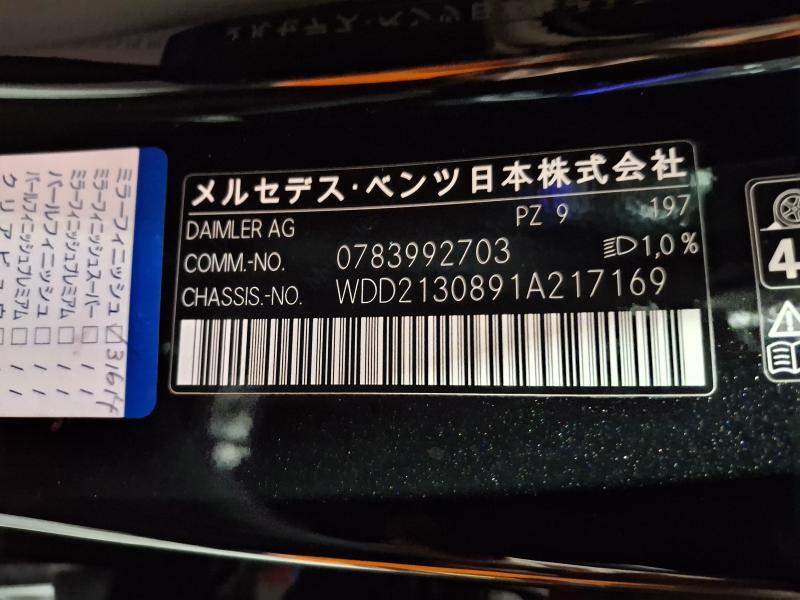 メルセデス・ベンツ日本株式会社
DAIMLER AG PZ 9 197
COMM.-NO. 0783992703 1,0 %
CHASSIS.-NO. WDD2130891A217169
4
ミラーフィニッシュ 31614
ミラーフィニッシュスーパー /
ミラーフィニッシュプレミアム /
パールフィニッシュ /
パールフィニッシュプレミアム /